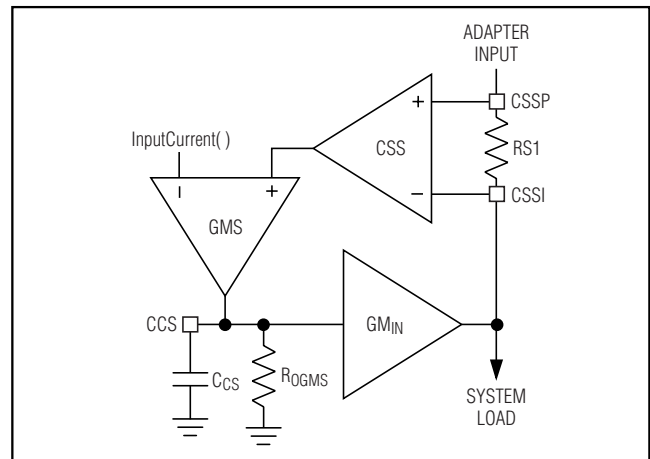 ADAPTER
INPUT
CSSP
+
InputCurrent( )
CSS
RS1
–
CSSI
– +
GMS
GMIN
CCS
CCS
ROGMS
SYSTEM
LOAD